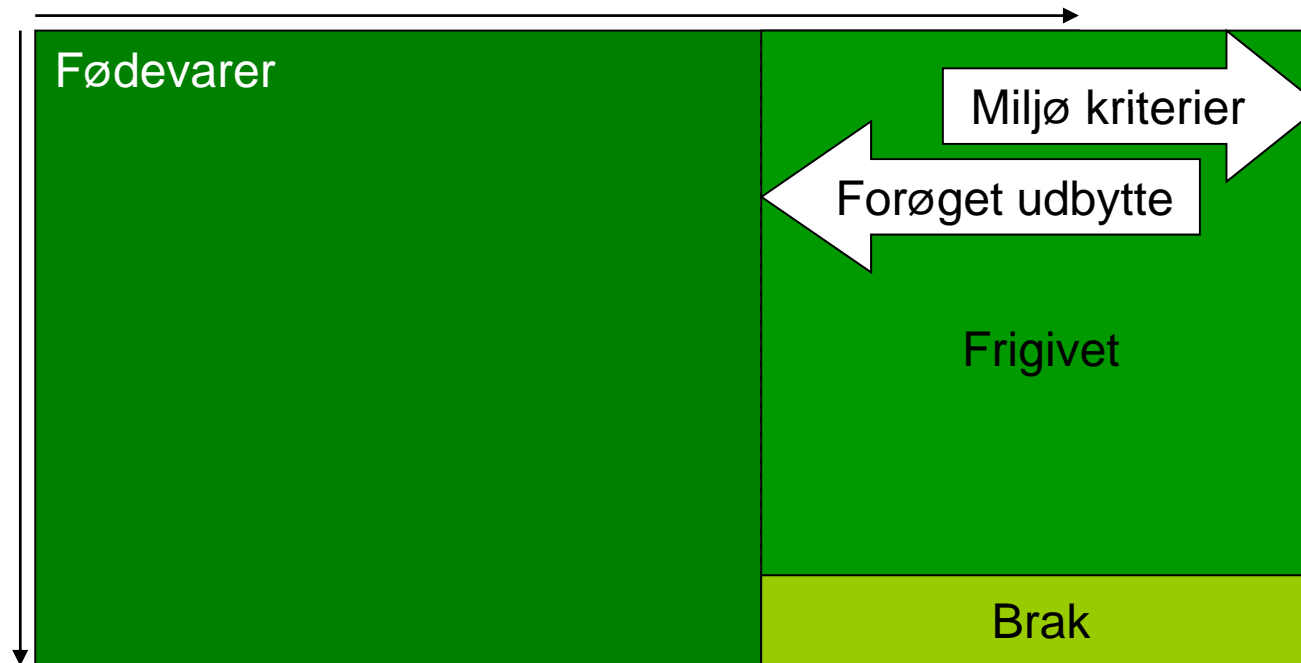 Fødevarer
Miljø kriterier
Forøget udbytte
Frigivet
Brak